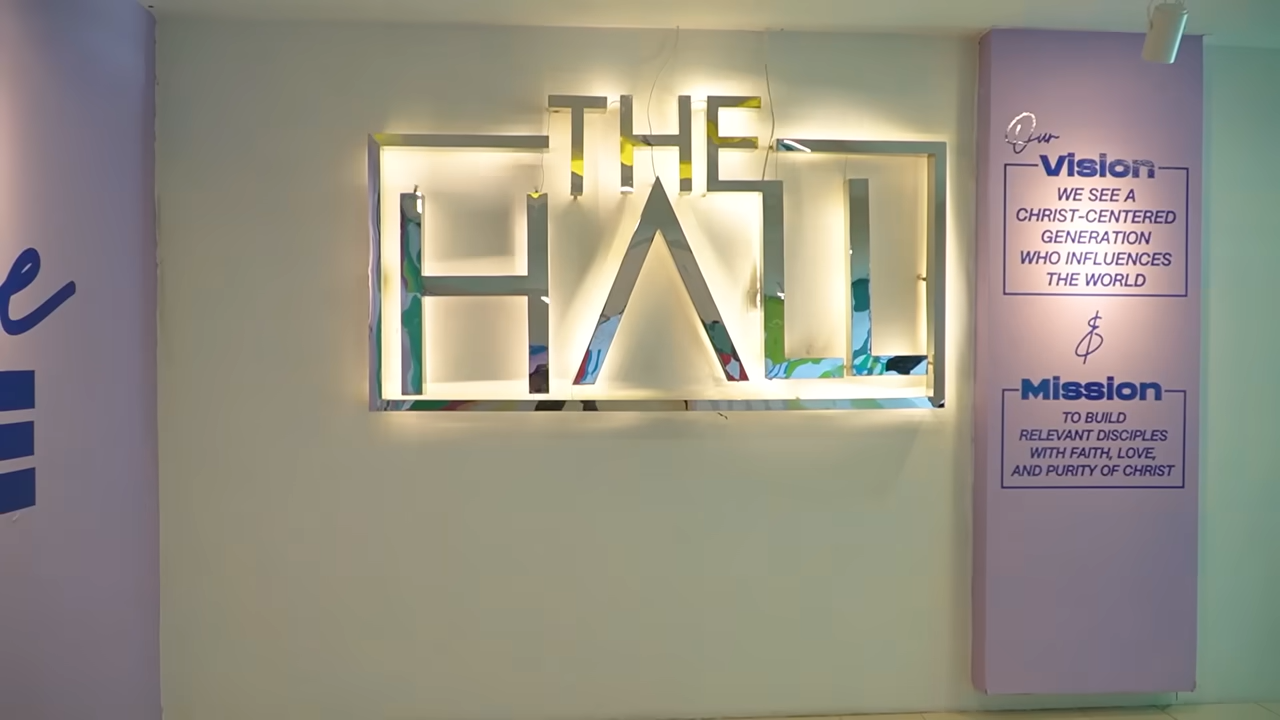 THE
HALL
Our
Vision
WE SEE A
CHRIST-CENTERED
GENERATION
WHO INFLUENCES
THE WORLD
&
Mission
TO BUILD
RELEVANT DISCIPLES
WITH FAITH, LOVE,
AND PURITY OF CHRIST